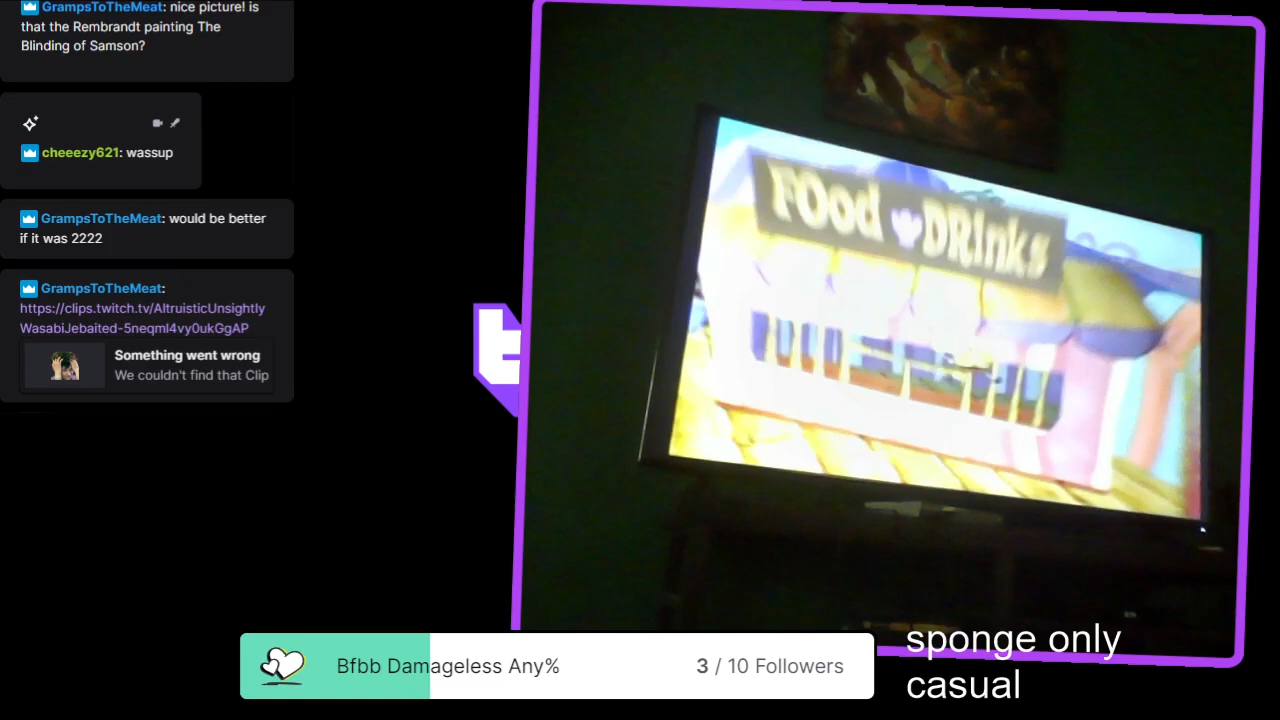 GrampsToTheMeat: nice picture! is
that the Rembrandt painting The
Blinding of Samson?
cheeezy621: wassup
GrampsToTheMeat: would be better
if it was 2222
GrampsToTheMeat:
https://clips.twitch.tv/AltruisticUnsightly
WasabiJebaited-5neqmI4vy0ukGgAP
Something went wrong
We couldn't find that Clip
FOod DRInks
Bfbb Damageless Any%
3 / 10 Followers
sponge only
casual